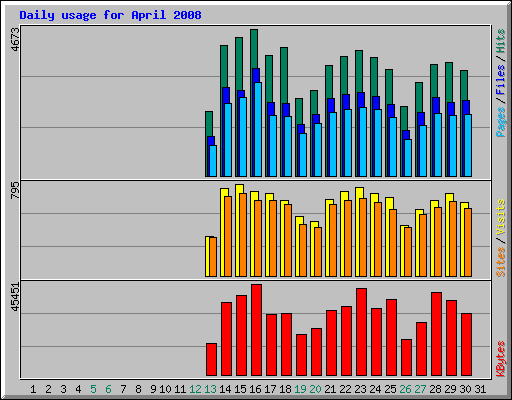 Daily usage for April 2008
4673
795
45451
Pages / Files / Hits
Sites / Visits
KBytes
1 2 3 4 5 6 7 8 9 10 11 12 13 14 15 16 17 18 19 20 21 22 23 24 25 26 27 28 29 30 31